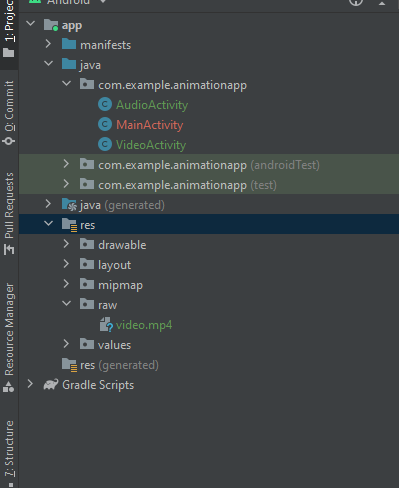 Android
app
manifests
java
com.example.animationapp
AudioActivity
MainActivity
VideoActivity
com.example.animationapp (androidTest)
com.example.animationapp (test)
java (generated)
res
drawable
layout
mipmap
raw
video.mp4
values
res (generated)
Gradle Scripts
1: Project
0: Commit
Pull Requests
Resource Manager
7: Structure